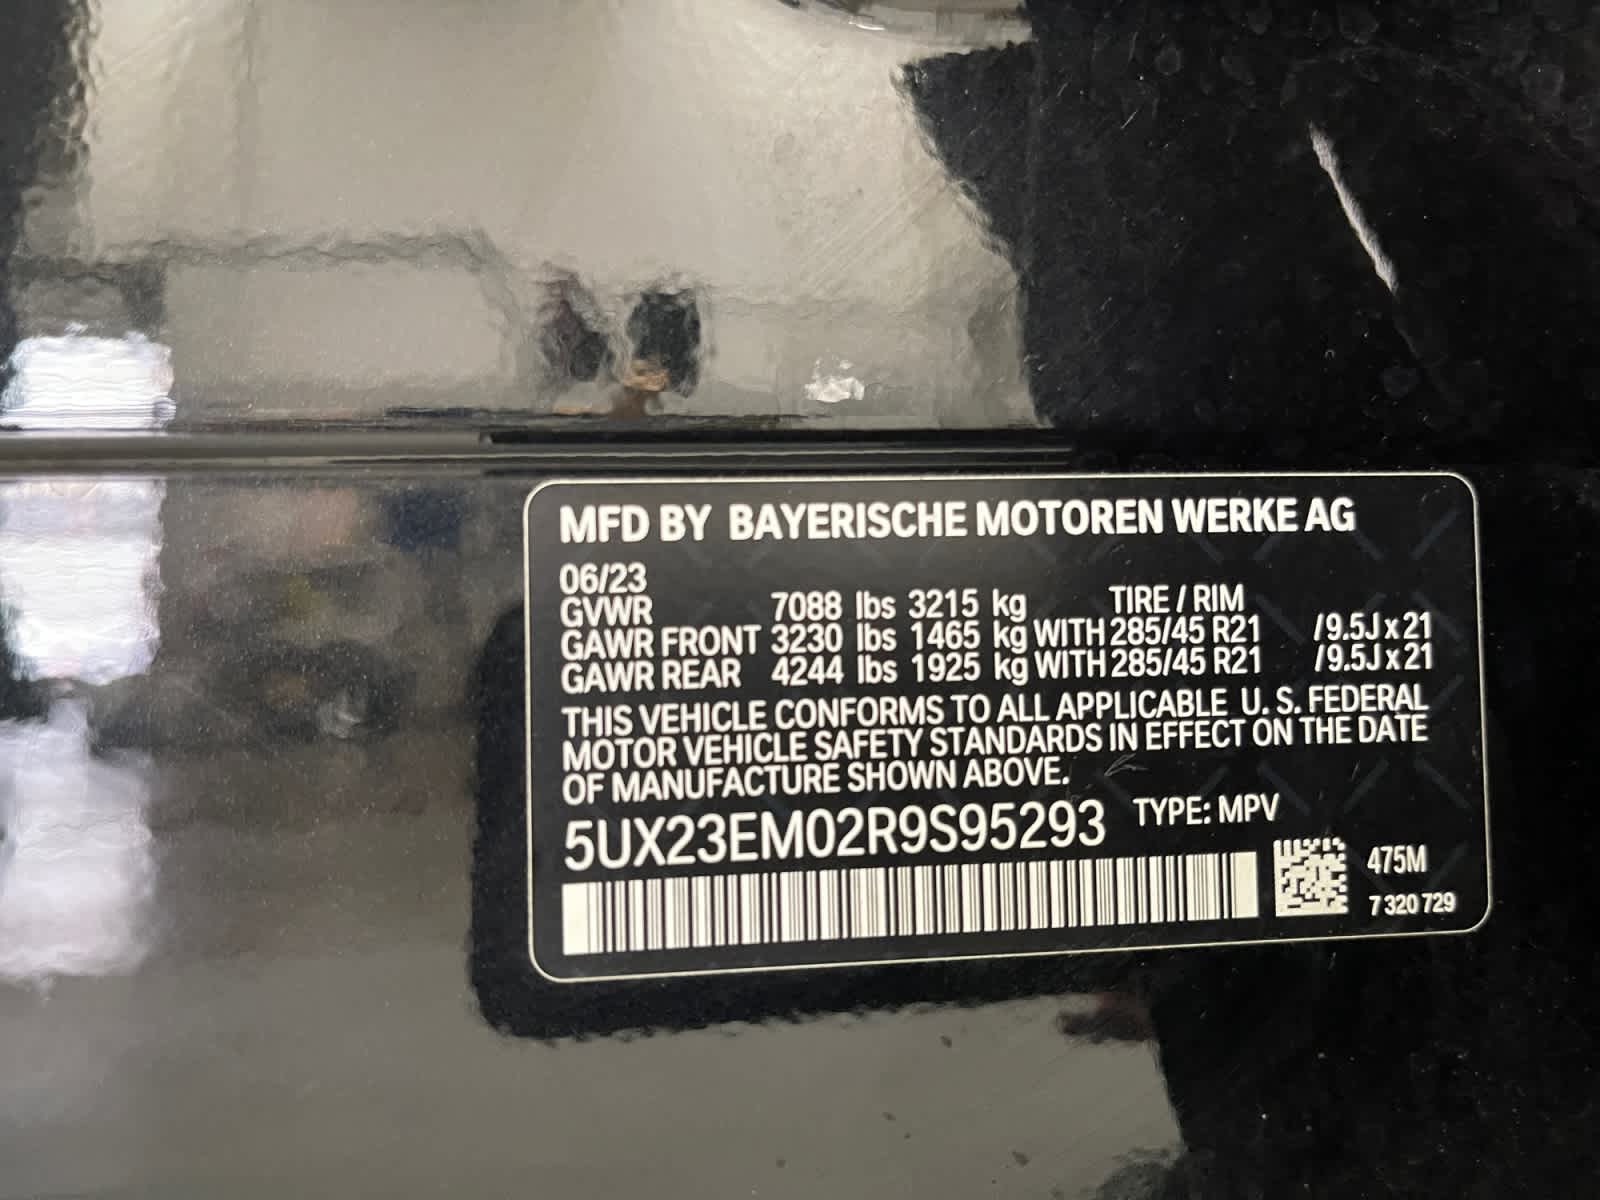 MFD BY BAYERISCHE MOTOREN WERKE AG
06/23
GVWR 7088 lbs 3215 kg TIRE / RIM
GAWR FRONT 3230 lbs 1465 kg WITH 285/45 R21 /9.5J x 21
GAWR REAR 4244 lbs 1925 kg WITH 285/45 R21 /9.5J x 21
THIS VEHICLE CONFORMS TO ALL APPLICABLE U. S. FEDERAL
MOTOR VEHICLE SAFETY STANDARDS IN EFFECT ON THE DATE
OF MANUFACTURE SHOWN ABOVE.
5UX23EM02R9S95293 TYPE: MPV
475M
7 320 729